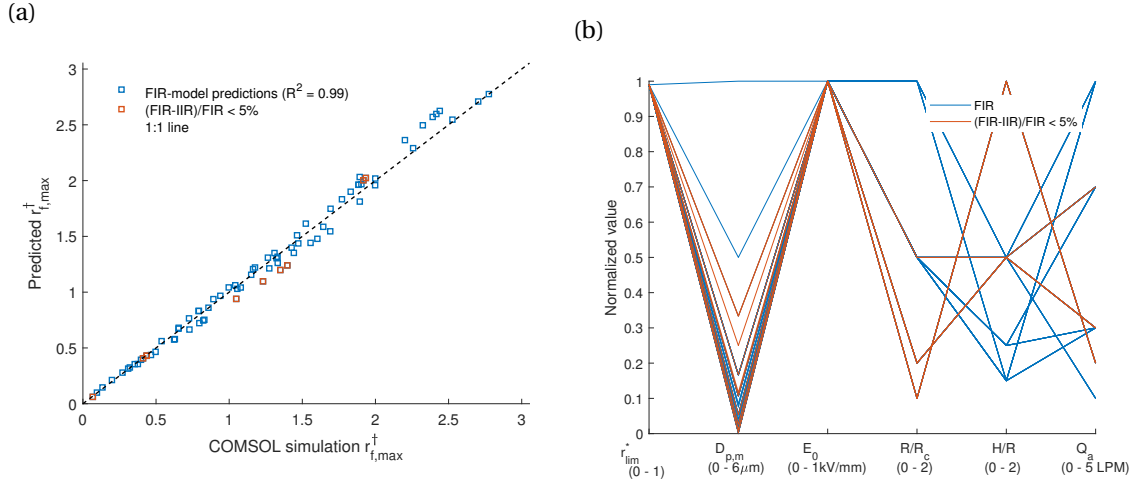 (a)
3
2.5
2
1.5
1
0.5
0
0
0.5
1
1.5
2
2.5
3
Predicted r†f,max
COMSOL simulation r†f,max
FIR-model predictions (R² = 0.99)
(FIR-IIR)/FIR < 5%
1:1 line
(b)
1
0.9
0.8
0.7
0.6
0.5
0.4
0.3
0.2
0.1
0
Normalized value
FIR
(FIR-IIR)/FIR < 5%
r*lim
Dp,m
E0
R/Rc
H/R
Qa
(0 - 1)
(0 - 6μm)
(0 - 1kV/mm)
(0 - 2)
(0 - 2)
(0 - 5 LPM)